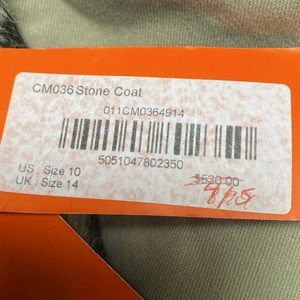 CM036 Stone Coat
011CM0364914
5051047802350
US : Size 10
UK : Size 14
$530.00